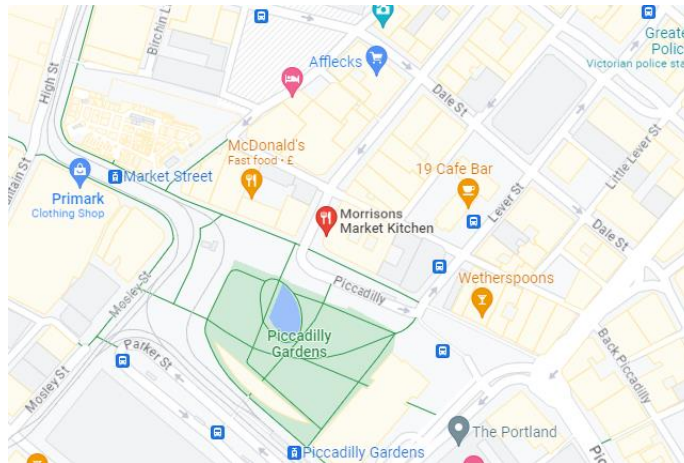 Birchin L
High St
Afflecks
Greate
Polic
Victorian police sta
Dale St
McDonald's
Fast food · £
Little Lever St
Market Street
19 Cafe Bar
Primark
Clothing Shop
Morrisons
Market Kitchen
Lever St
Dale St
Mosley St
Piccadilly
Wetherspoons
Piccadilly
Gardens
Parker St
Back Piccadilly
Mosley St
The Portland
Piccadilly Gardens